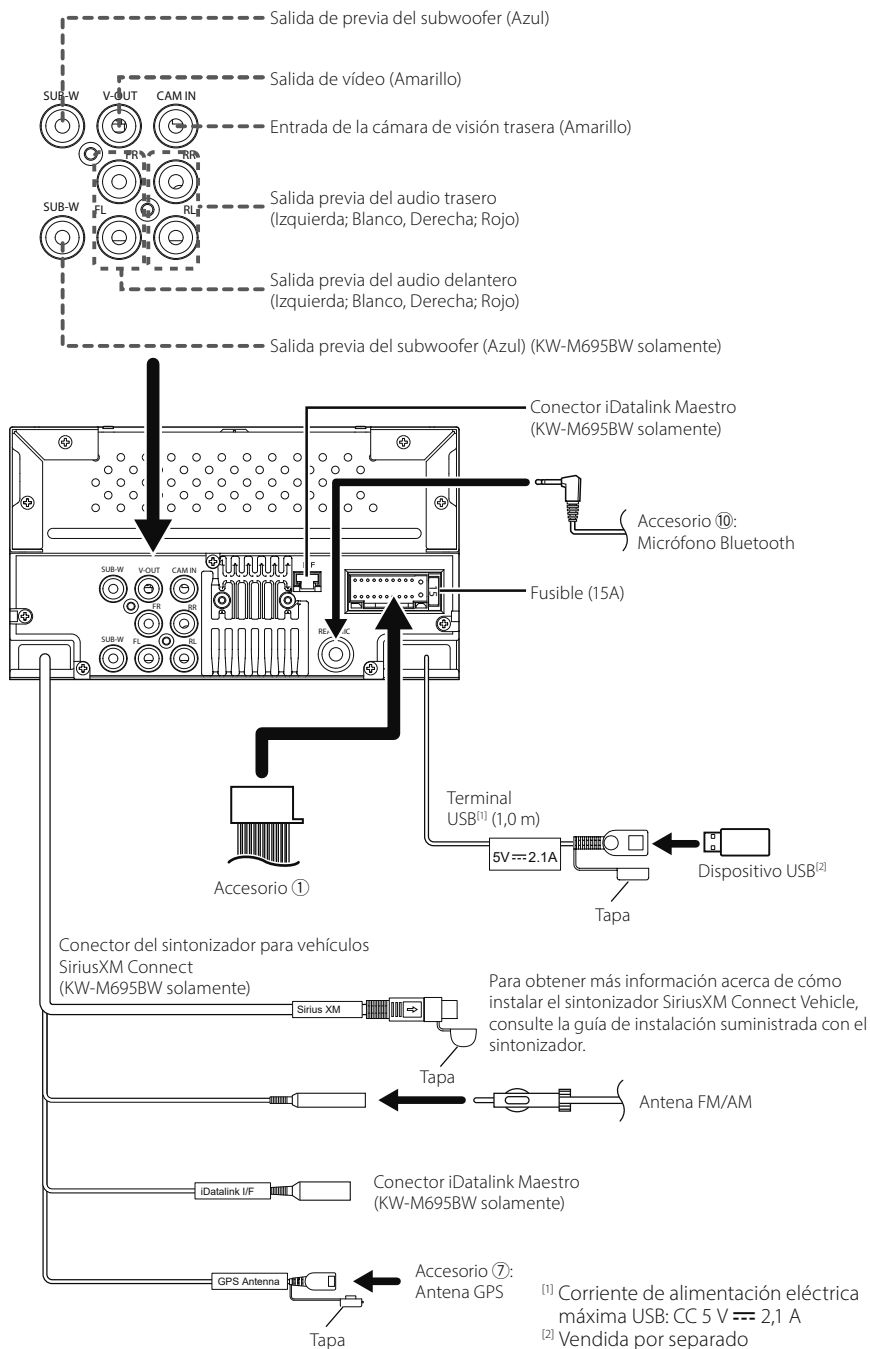 Salida de previa del subwoofer (Azul)
Salida de vídeo (Amarillo)
SUB-W V-OUT CAM IN
Entrada de la cámara de visión trasera (Amarillo)
FR RR
Salida previa del audio trasero
(Izquierda; Blanco, Derecha; Rojo)
SUB-W FL RL
Salida previa del audio delantero
(Izquierda; Blanco, Derecha; Rojo)
Salida previa del subwoofer (Azul) (KW-M695BW solamente)
Conector iDatalink Maestro
(KW-M695BW solamente)
Accesorio ⑩:
Micrófono Bluetooth
SUB-W V-OUT CAM IN
15
Fusible (15A)
FR RR
SUB-W FL RL
Terminal
USB[1] (1,0 m)
5V ⎓ 2.1A
Dispositivo USB[2]
Accesorio ①
Tapa
Conector del sintonizador para vehículos
SiriusXM Connect
(KW-M695BW solamente)
Sirius XM
Para obtener más información acerca de cómo
instalar el sintonizador SiriusXM Connect Vehicle,
consulte la guía de instalación suministrada con el
sintonizador.
Tapa
Antena FM/AM
iDatalink I/F
Conector iDatalink Maestro
(KW-M695BW solamente)
GPS Antenna
Accesorio ⑦:
Antena GPS
Tapa
[1] Corriente de alimentación eléctrica
máxima USB: CC 5 V ⎓ 2,1 A
[2] Vendida por separado